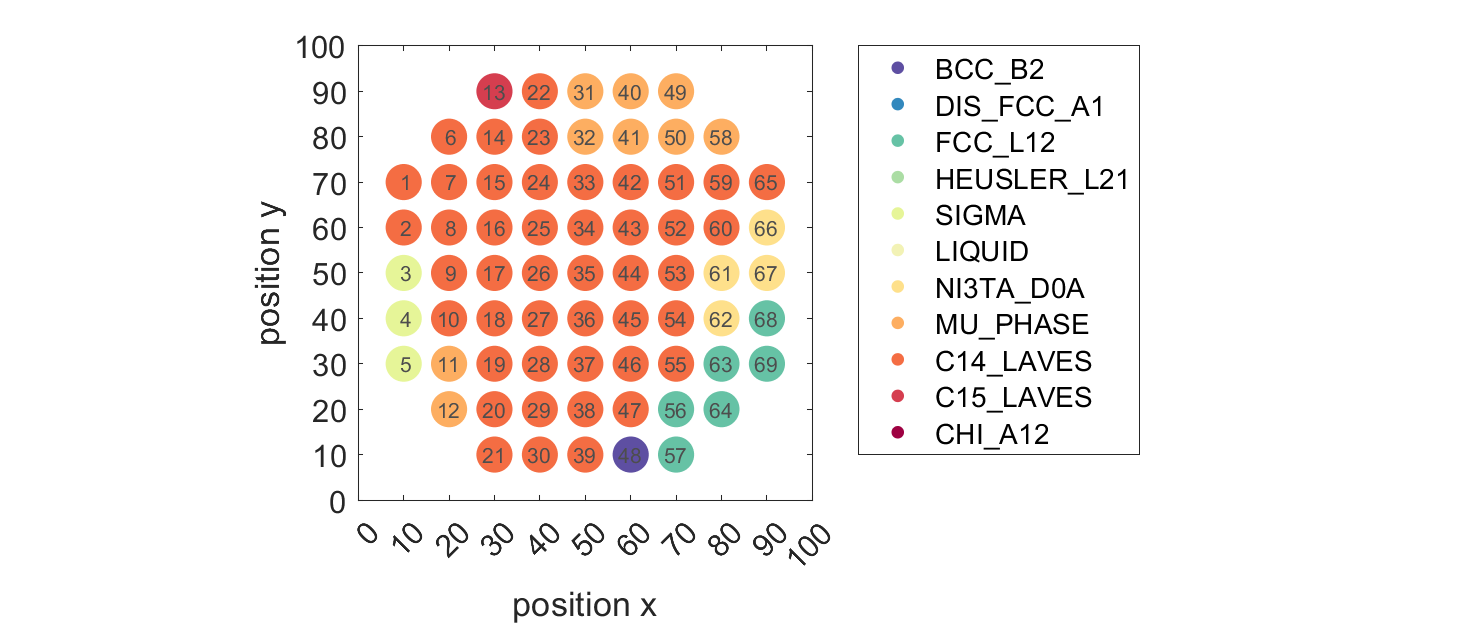 100
90 13 22 31 40 49
80 6 14 23 32 41 50 58
70 1 7 15 24 33 42 51 59 65
60 2 8 16 25 34 43 52 60 66
50 3 9 17 26 35 44 53 61 67
40 4 10 18 27 36 45 54 62 68
30 5 11 19 28 37 46 55 63 69
20 12 20 29 38 47 56 64
10 21 30 39 48 57
0
0 10 20 30 40 50 60 70 80 90 100
position x
position y
BCC_B2
DIS_FCC_A1
FCC_L12
HEUSLER_L21
SIGMA
LIQUID
NI3TA_D0A
MU_PHASE
C14_LAVES
C15_LAVES
CHI_A12